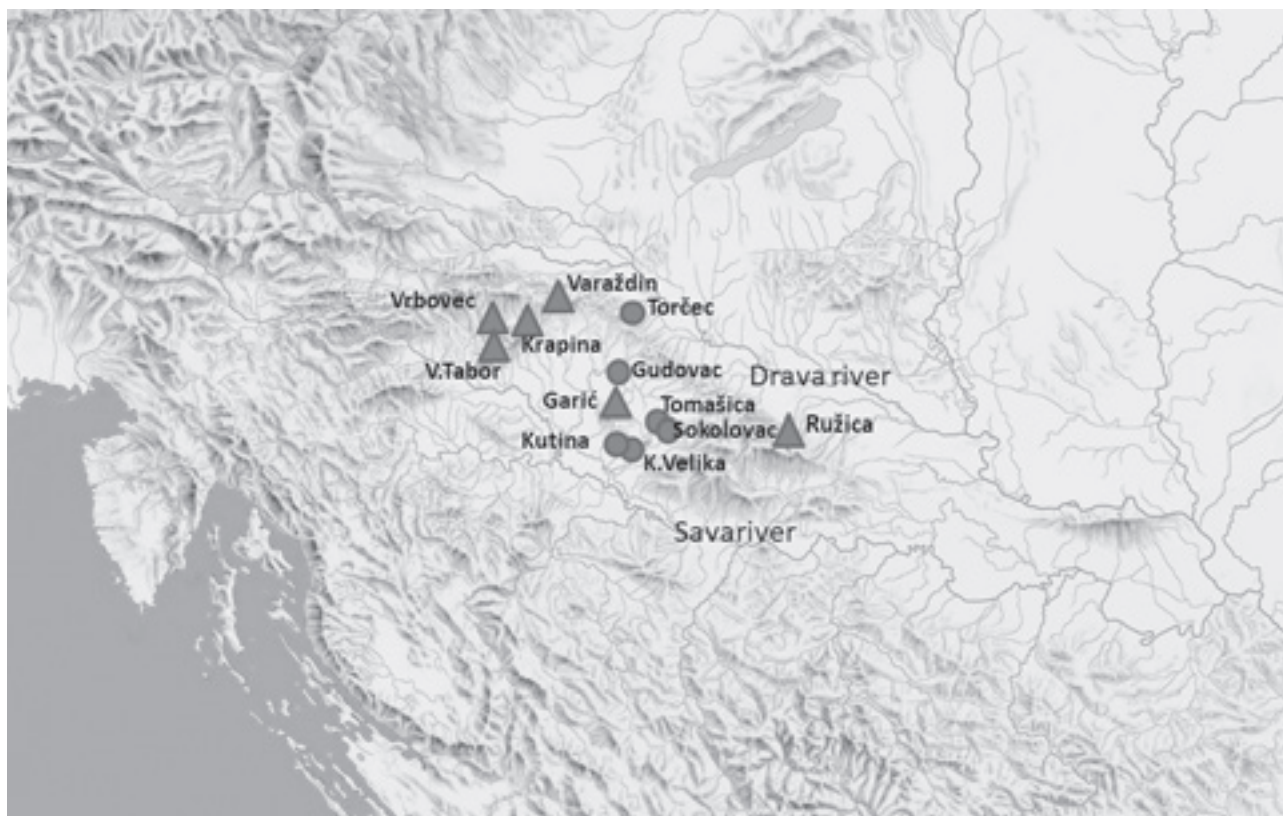 Varaždin
Vrbovec
Torčec
Krapina
V.Tabor
Gudovac
Drava river
Garić
Tomašica
Ružica
Sokolovac
Kutina
K.Velika
Savariver